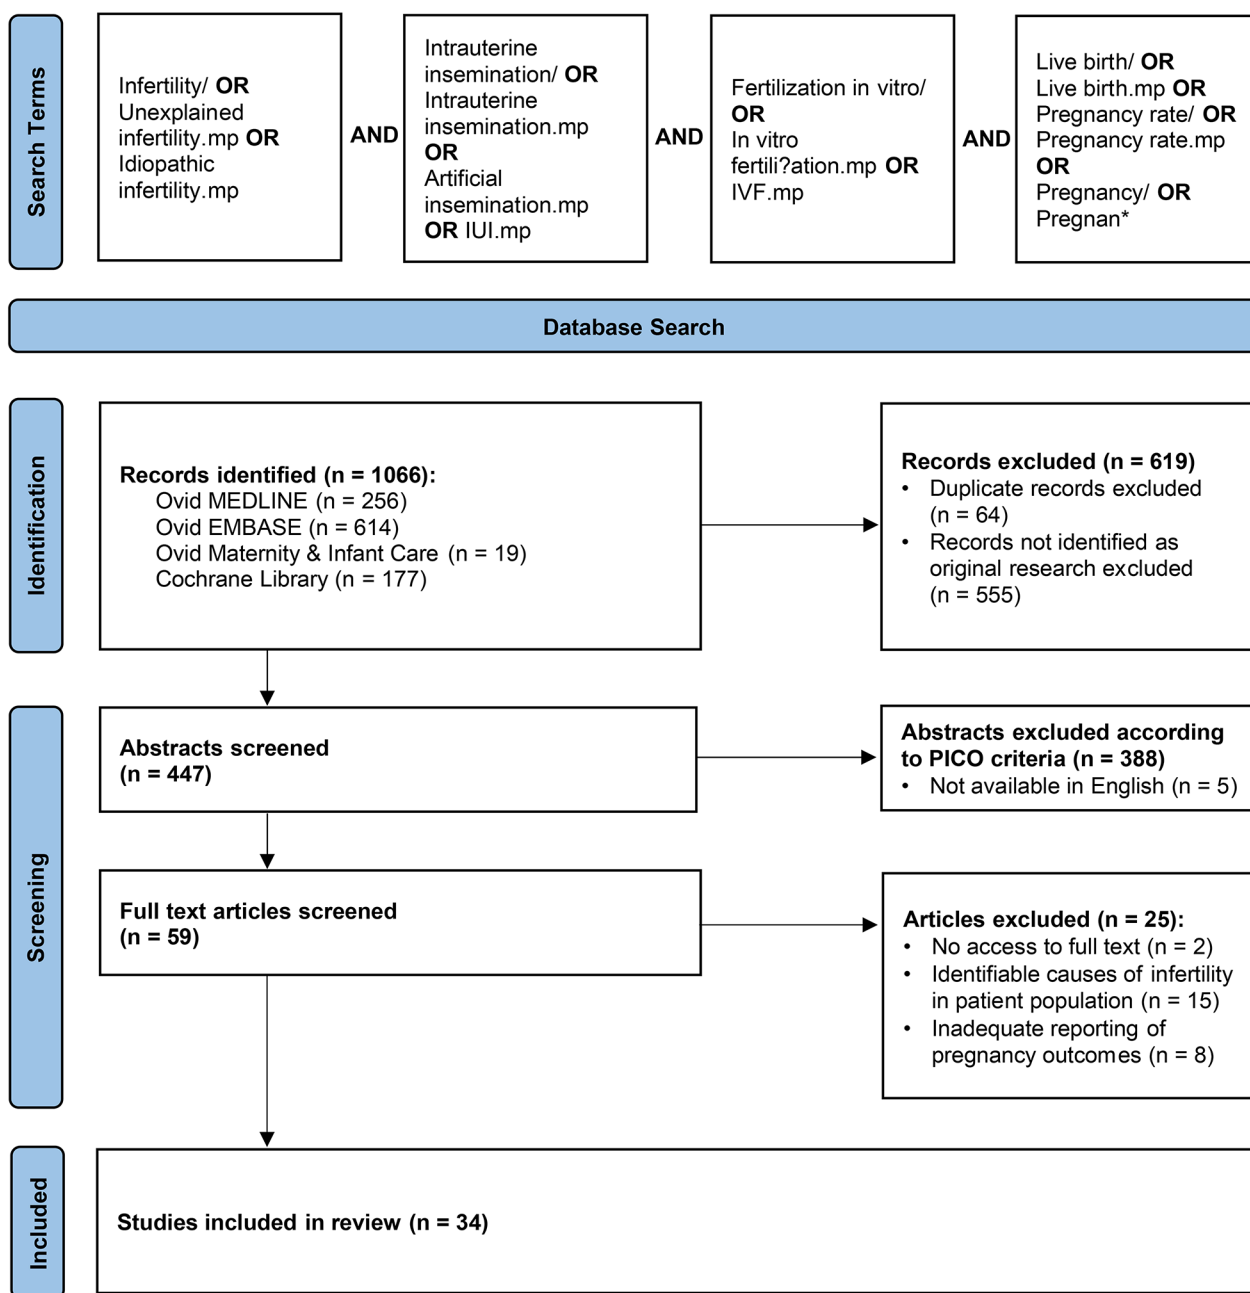 Search Terms
Infertility/ OR
Unexplained
infertility.mp OR
Idiopathic
infertility.mp
AND
Intrauterine
insemination/ OR
Intrauterine
insemination.mp
OR
Artificial
insemination.mp
OR IUI.mp
AND
Fertilization in vitro/
OR
In vitro
fertili?ation.mp OR
IVF.mp
AND
Live birth/ OR
Live birth.mp OR
Pregnancy rate/ OR
Pregnancy rate.mp
OR
Pregnancy/ OR
Pregnan*
Database Search
Identification
Records identified (n = 1066):
Ovid MEDLINE (n = 256)
Ovid EMBASE (n = 614)
Ovid Maternity & Infant Care (n = 19)
Cochrane Library (n = 177)
Records excluded (n = 619)
• Duplicate records excluded
(n = 64)
• Records not identified as
original research excluded
(n = 555)
Screening
Abstracts screened
(n = 447)
Abstracts excluded according
to PICO criteria (n = 388)
• Not available in English (n = 5)
Full text articles screened
(n = 59)
Articles excluded (n = 25):
• No access to full text (n = 2)
• Identifiable causes of infertility
in patient population (n = 15)
• Inadequate reporting of
pregnancy outcomes (n = 8)
Included
Studies included in review (n = 34)